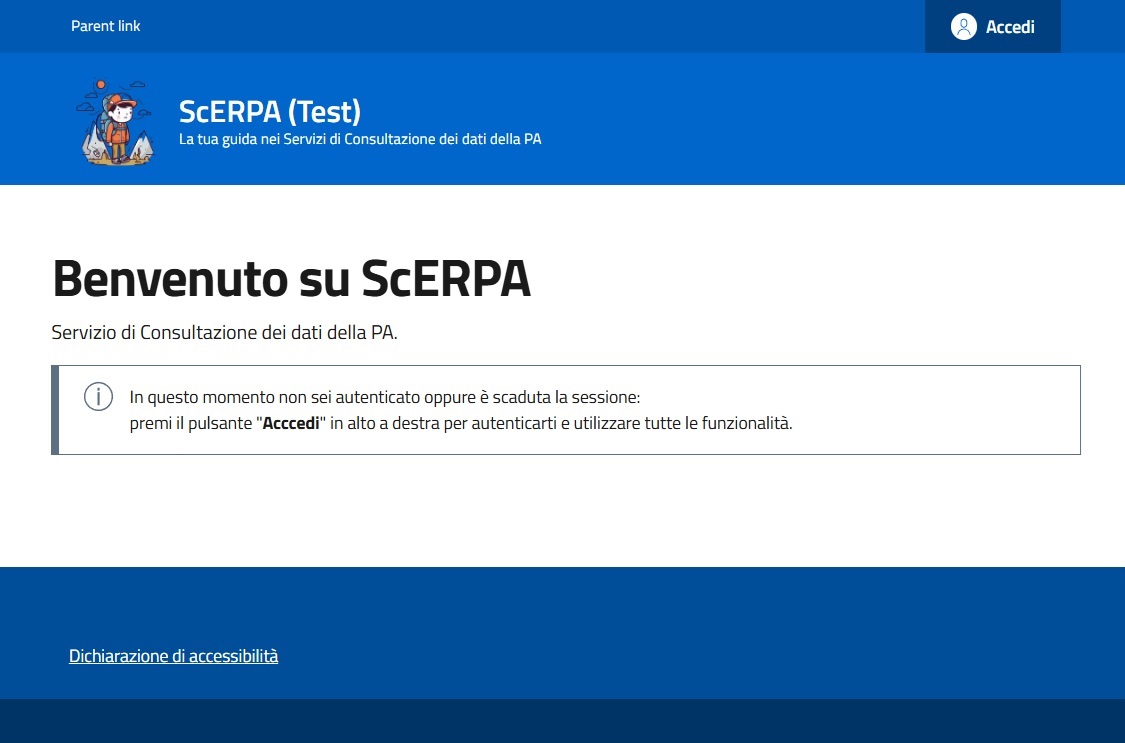 Parent link
Accedi
ScERPA (Test)
La tua guida nei Servizi di Consultazione dei dati della PA
Benvenuto su ScERPA
Servizio di Consultazione dei dati della PA.
In questo momento non sei autenticato oppure è scaduta la sessione:
premi il pulsante "Acccedi" in alto a destra per autenticarti e utilizzare tutte le funzionalità.
Dichiarazione di accessibilità